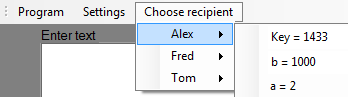 Program Settings Choose recipient
Enter text
Alex
Fred
Tom
Key = 1433
b = 1000
a = 2